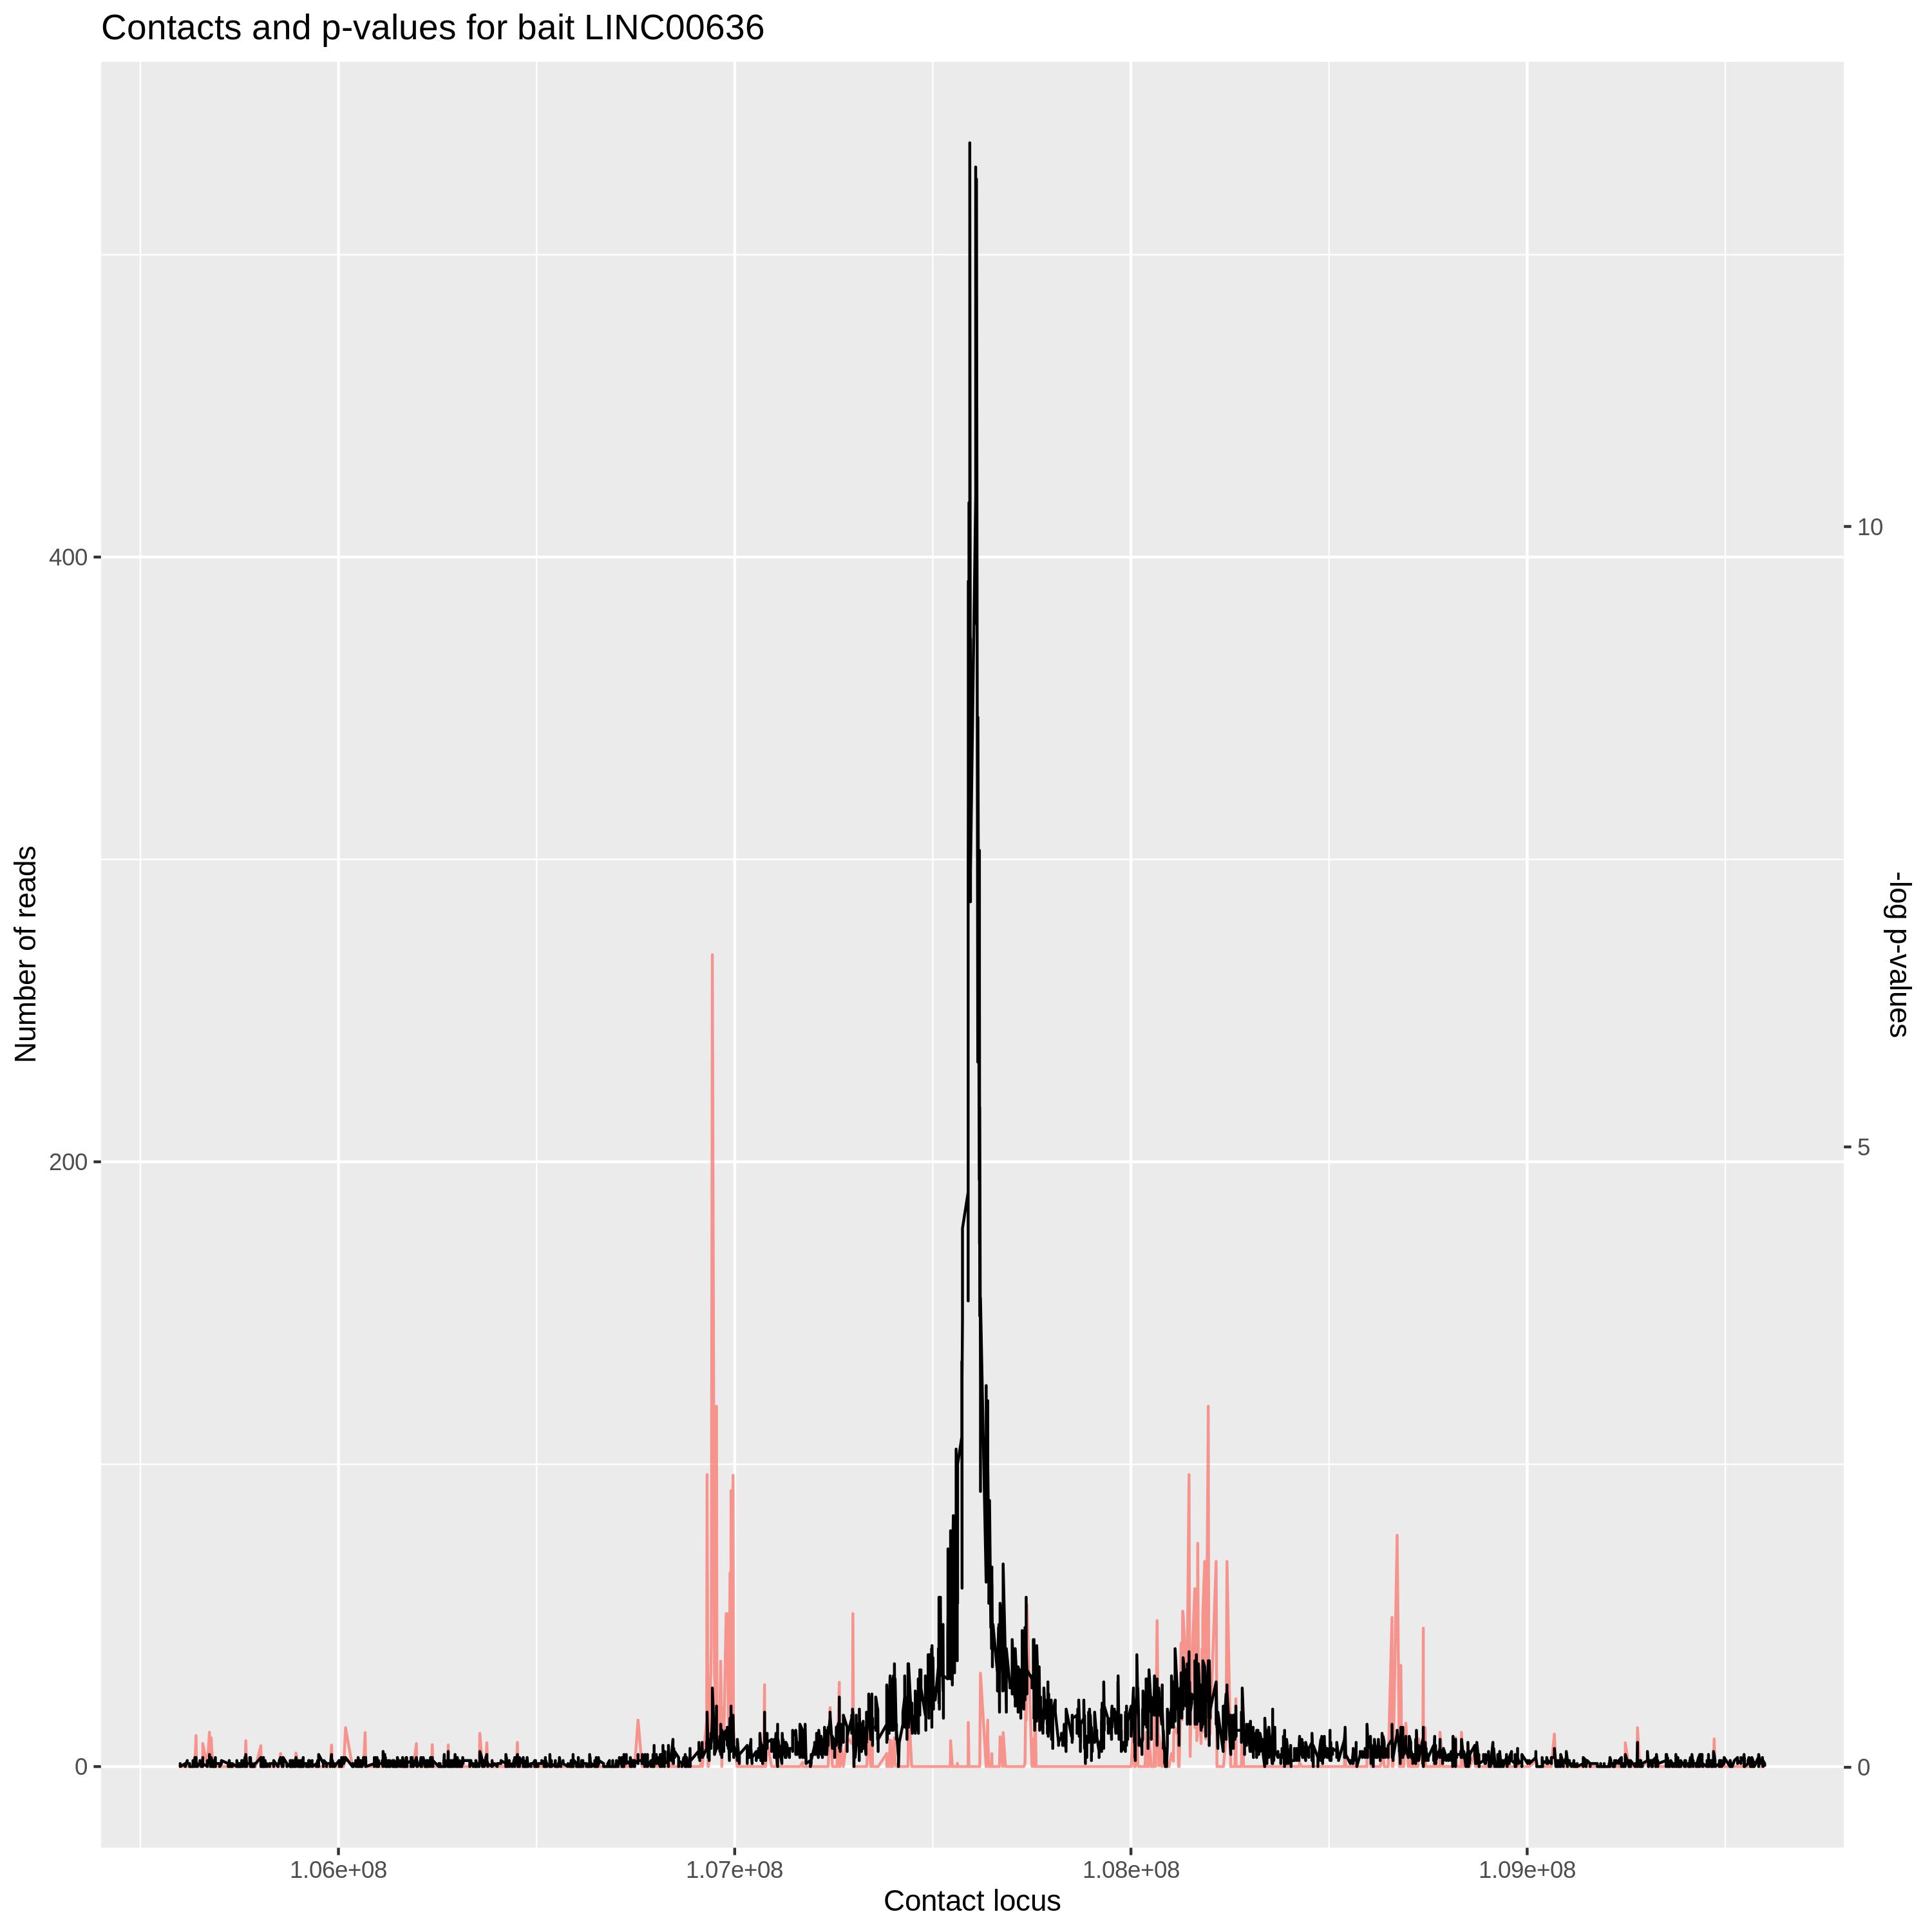 Contacts and p-values for bait LINC00636
Number of reads
400
200
0
10
5
0
-log p-values
1.06e+08 1.07e+08 1.08e+08 1.09e+08
Contact locus